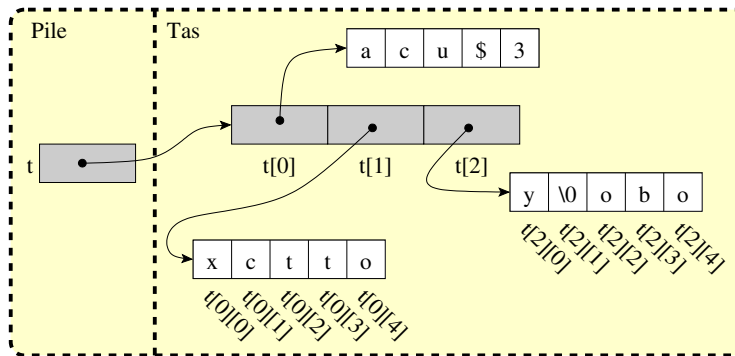 Pile
Tas
a c u $ 3
t
t[0] t[1] t[2]
y \0 o b o
t[2][0] t[2][1] t[2][2] t[2][3] t[2][4]
x c t t o
t[0][0] t[0][1] t[0][2] t[0][3] t[0][4]